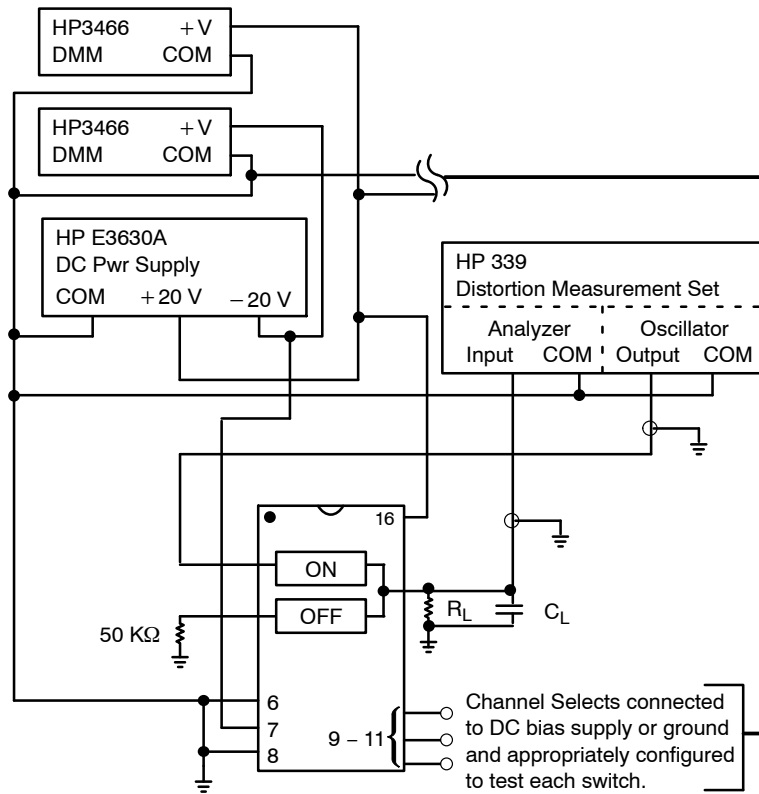 HP3466 +V
DMM COM
HP3466 +V
DMM COM
HP E3630A
DC Pwr Supply
COM +20 V −20 V
HP 339
Distortion Measurement Set
Analyzer Oscillator
Input COM Output COM
16
ON
OFF
50 KΩ
R_L
C_L
6
7
8
9 − 11
Channel Selects connected
to DC bias supply or ground
and appropriately configured
to test each switch.